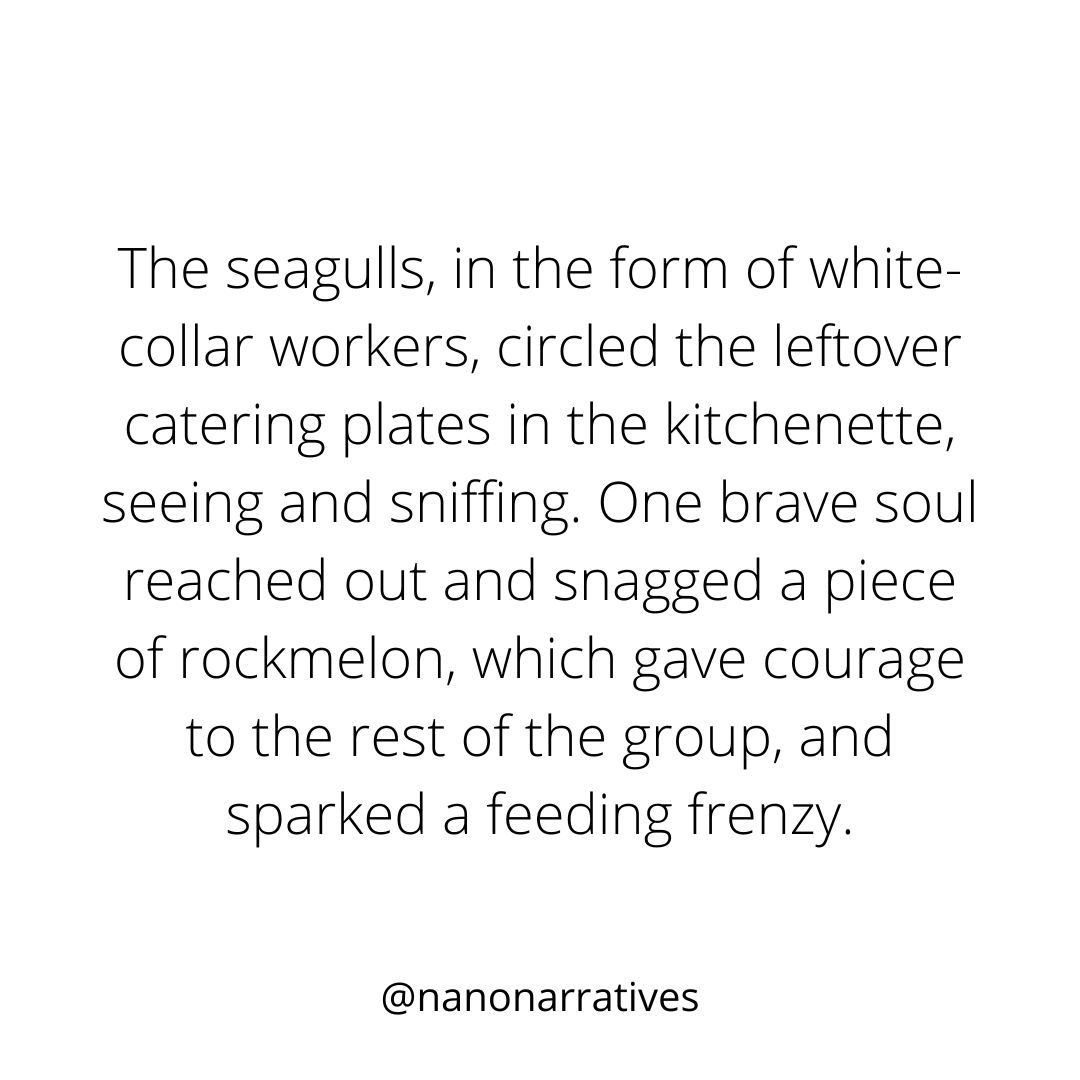 The seagulls, in the form of white-
collar workers, circled the leftover
catering plates in the kitchenette,
seeing and sniffing. One brave soul
reached out and snagged a piece
of rockmelon, which gave courage
to the rest of the group, and
sparked a feeding frenzy.
@nanonarratives